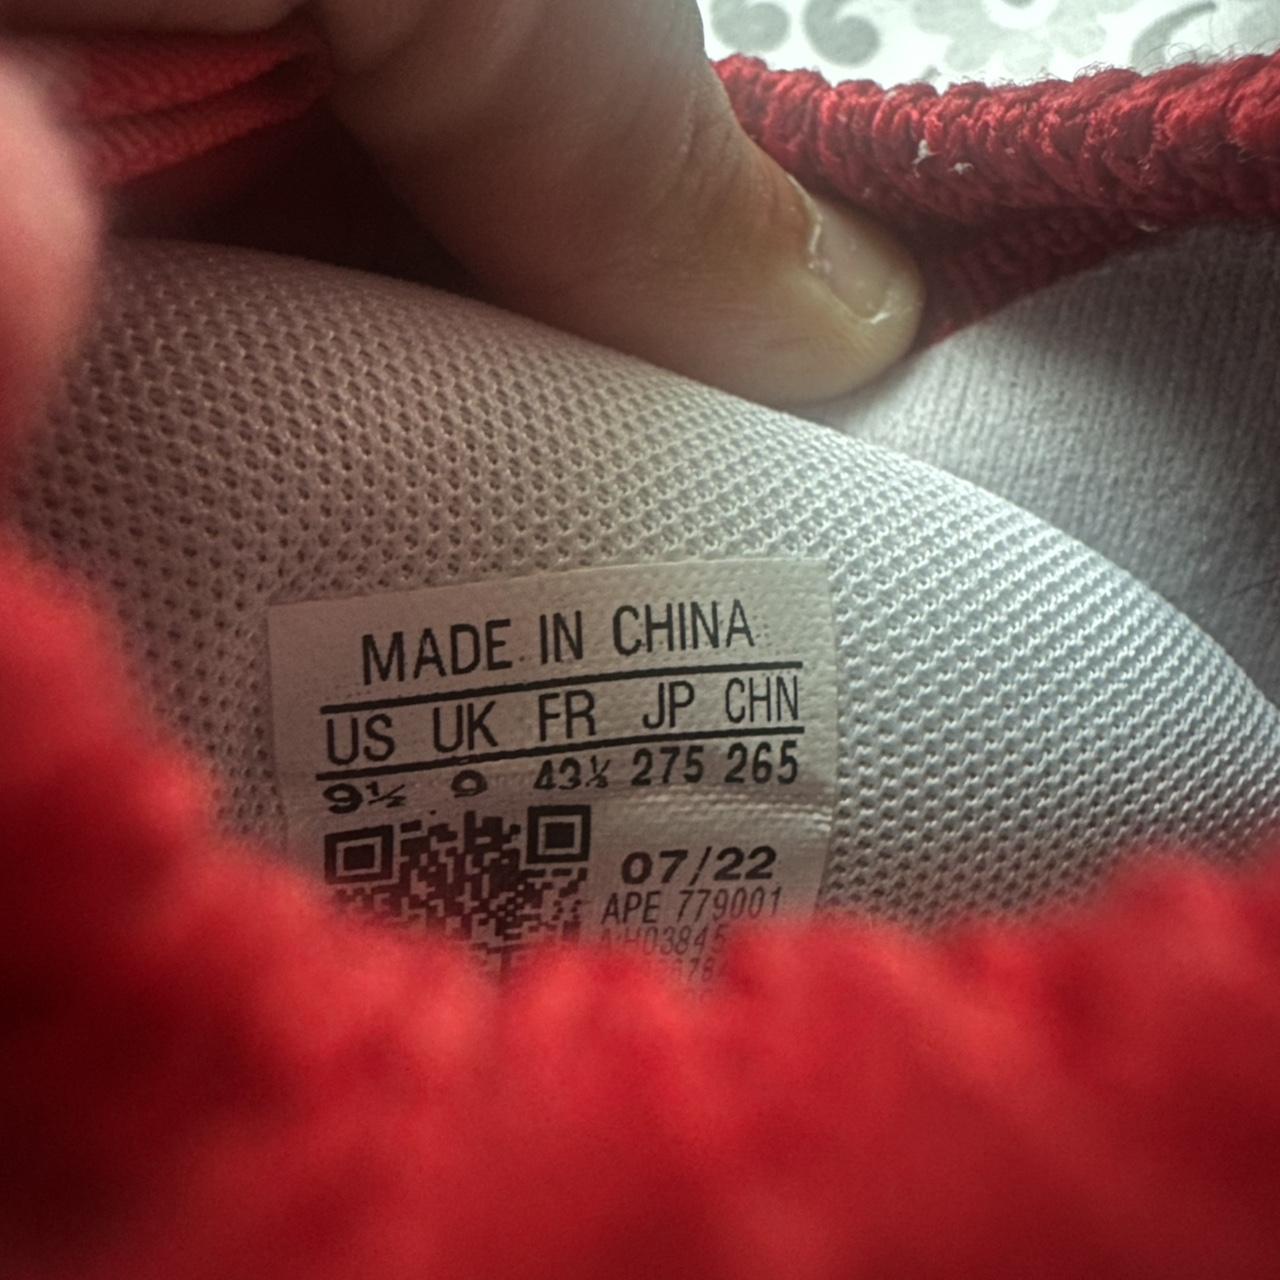 MADE IN CHINA
US UK FR JP CHN
9½ 9 43⅓ 275 265
07/22
APE 779001